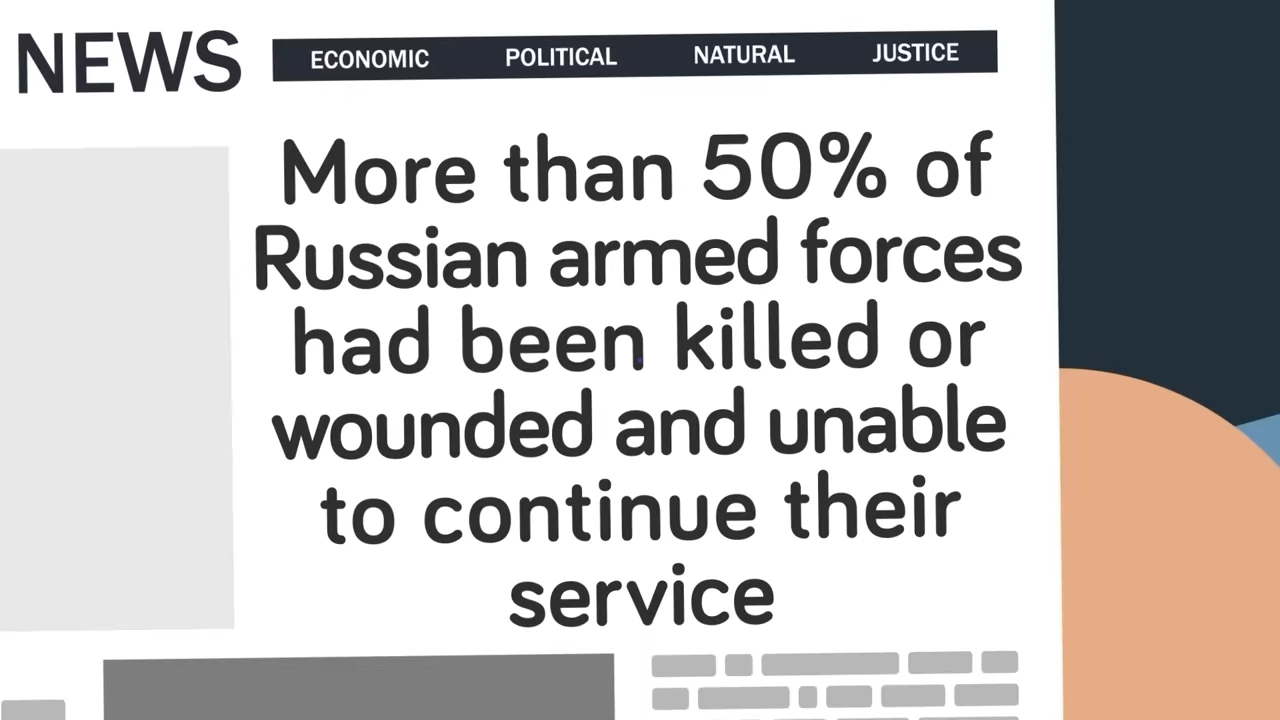 NEWS
ECONOMIC POLITICAL NATURAL JUSTICE
More than 50% of
Russian armed forces
had been killed or
wounded and unable
to continue their
service